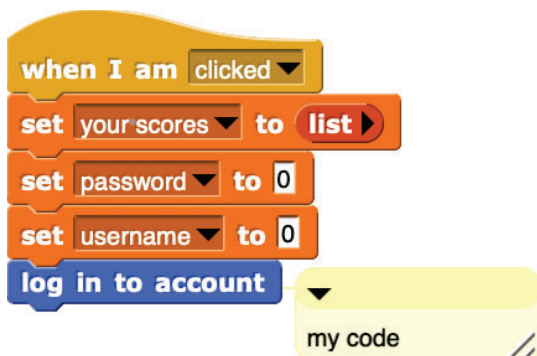 when I am clicked
set your scores to list
set password to 0
set username to 0
log in to account
my code